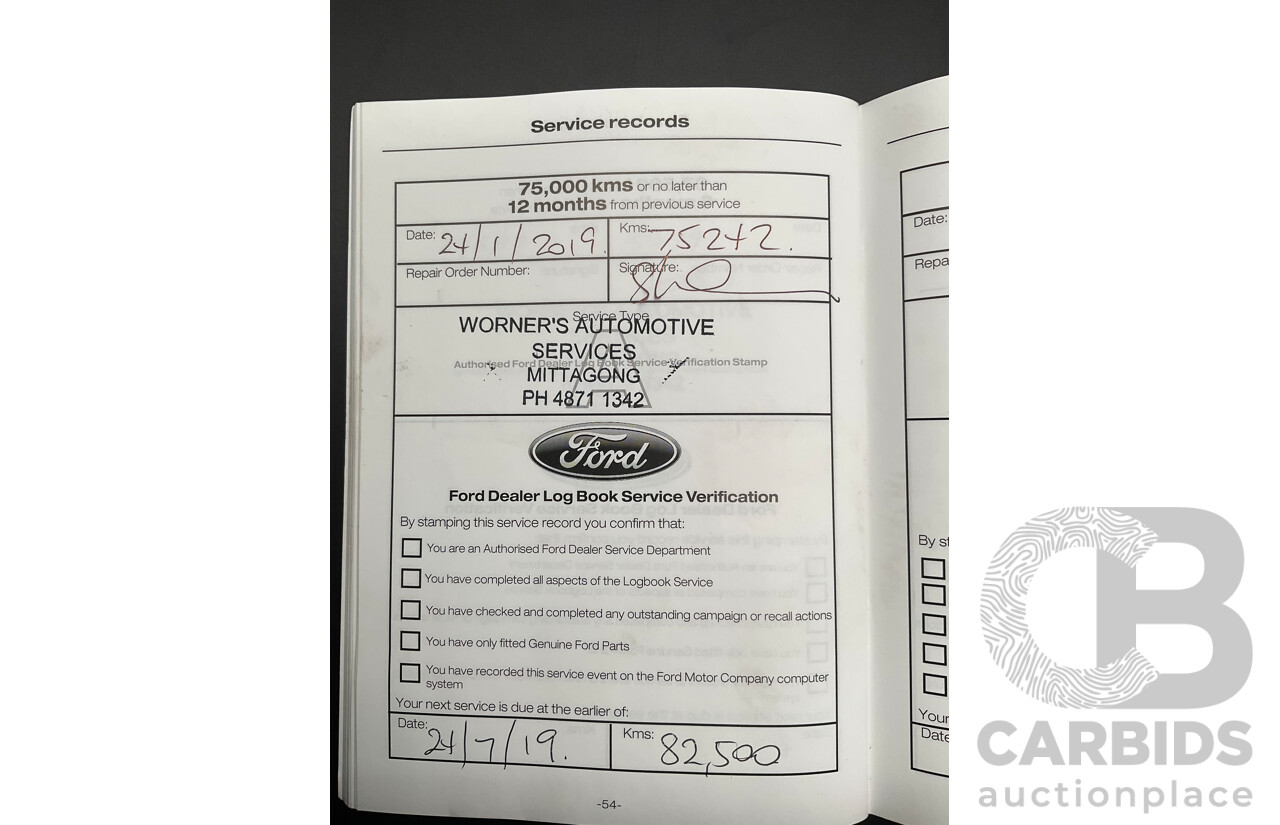 Service records
75,000 kms or no later than
12 months from previous service
Date: 24/1/2019.
Kms: 75242.
Repair Order Number:
Signature:
Service Type
WORNER'S AUTOMOTIVE
SERVICES
Authorised Ford Dealer Log Book Service Verification Stamp
MITTAGONG
PH 4871 1342
A
Ford
Ford Dealer Log Book Service Verification
By stamping this service record you confirm that:
You are an Authorised Ford Dealer Service Department
You have completed all aspects of the Logbook Service
You have checked and completed any outstanding campaign or recall actions
You have only fitted Genuine Ford Parts
You have recorded this service event on the Ford Motor Company computer
system
Your next service is due at the earlier of:
Date: 24/7/19.
Kms: 82,500
-54-
Date:
Repa
By st
Your
Date
CB
CARBIDS
auctionplace